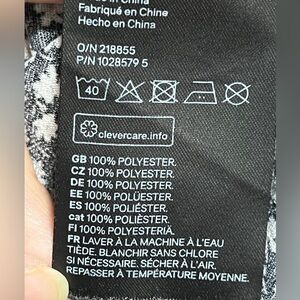 in China
Fabriqué en Chine
Hecho en China
O/N 218855
P/N 1028579 5
40
clevercare.info
GB 100% POLYESTER.
CZ 100% POLYESTER.
DE 100% POLYESTER.
EE 100% POLÜESTER.
ES 100% POLIÉSTER.
cat 100% POLIÈSTER.
FI 100% POLYESTERIÄ.
FR LAVER À LA MACHINE À L'EAU
TIÈDE. BLANCHIR SANS CHLORE
SI NÉCESSAIRE. SÉCHER À L'AIR.
REPASSER À TEMPÉRATURE MOYENNE.